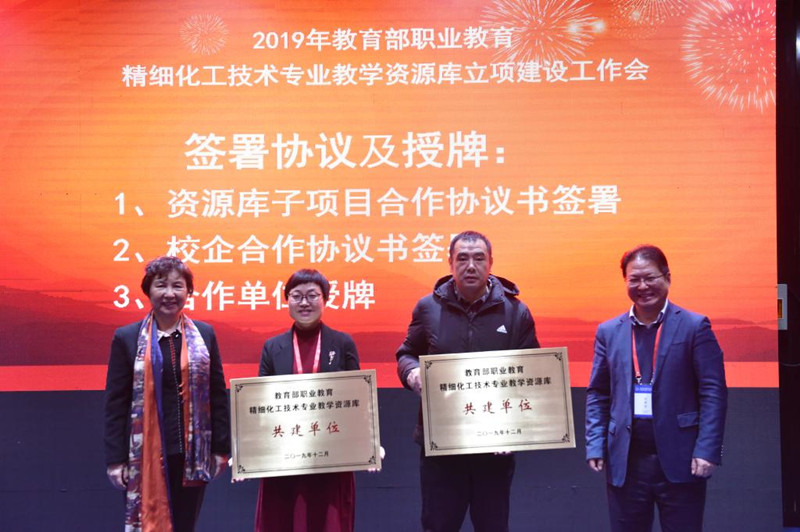 2019年教育部职业教育
精细化工技术专业教学资源库立项建设工作会
签署协议及授牌：
1、资源库子项目合作协议书签署
2、校企合作协议书签
3、合作单位授牌
教育部职业教育
精细化工技术专业教学资源库
共建单位
二〇一九年十二月
adidas
教育部职业教育
精细化工技术专业教学资源库
共建单位
二〇一九年十二月